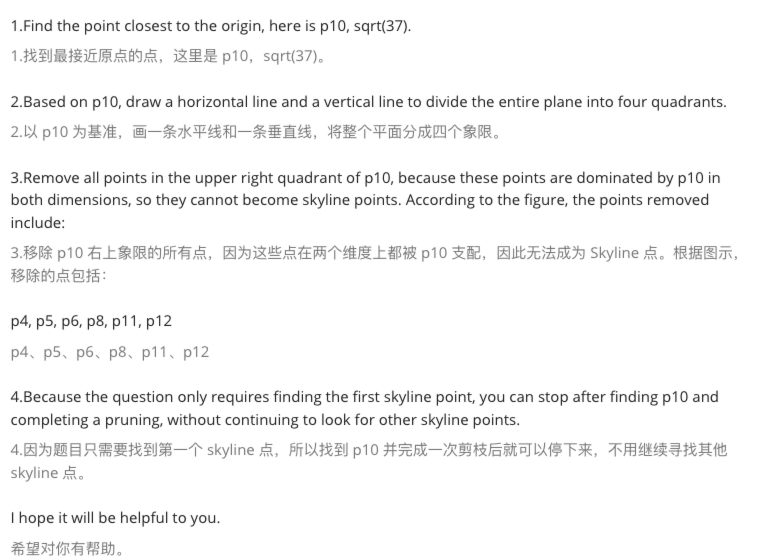 1.Find the point closest to the origin, here is p10, sqrt(37).
1.找到最接近原点的点，这里是 p10，sqrt(37)。
2.Based on p10, draw a horizontal line and a vertical line to divide the entire plane into four quadrants.
2.以 p10 为基准，画一条水平线和一条垂直线，将整个平面分成四个象限。
3.Remove all points in the upper right quadrant of p10, because these points are dominated by p10 in
both dimensions, so they cannot become skyline points. According to the figure, the points removed
include:
3.移除 p10 右上象限的所有点，因为这些点在两个维度上都被 p10 支配，因此无法成为 Skyline 点。根据图示，
移除的点包括：
p4, p5, p6, p8, p11, p12
p4、p5、p6、p8、p11、p12
4.Because the question only requires finding the first skyline point, you can stop after finding p10 and
completing a pruning, without continuing to look for other skyline points.
4.因为题目只需要找到第一个 skyline 点，所以找到 p10 并完成一次剪枝后就可以停下来，不用继续寻找其他
skyline 点。
I hope it will be helpful to you.
希望对你有帮助。